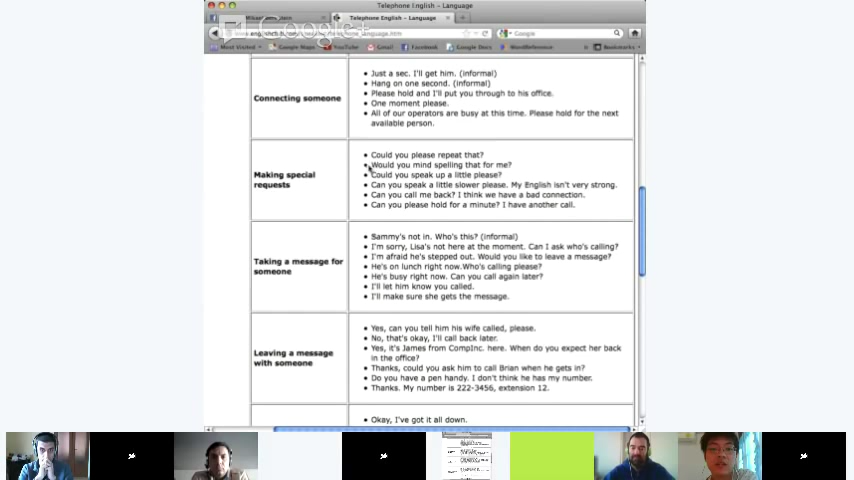 Telephone English – Language
Telephone English – Language
Google+
Most Visited
Google Maps
YouTube
Gmail
Facebook
Google Docs
WordReference
Bookmarks
Google
Connecting someone
• Just a sec. I'll get him. (informal)
• Hang on one second. (informal)
• Please hold and I'll put you through to his office.
• One moment please.
• All of our operators are busy at this time. Please hold for the next
available person.
Making special
requests
• Could you please repeat that?
• Would you mind spelling that for me?
• Could you speak up a little please?
• Can you speak a little slower please. My English isn't very strong.
• Can you call me back? I think we have a bad connection.
• Can you please hold for a minute? I have another call.
Taking a message for
someone
• Sammy's not in. Who's this? (informal)
• I'm sorry, Lisa's not here at the moment. Can I ask who's calling?
• I'm afraid he's stepped out. Would you like to leave a message?
• He's on lunch right now.Who's calling please?
• He's busy right now. Can you call again later?
• I'll let him know you called.
• I'll make sure she gets the message.
Leaving a message
with someone
• Yes, can you tell him his wife called, please.
• No, that's okay, I'll call back later.
• Yes, it's James from CompInc. here. When do you expect her back
in the office?
• Thanks, could you ask him to call Brian when he gets in?
• Do you have a pen handy. I don't think he has my number.
• Thanks. My number is 222-3456, extension 12.
• Okay, I've got it all down.